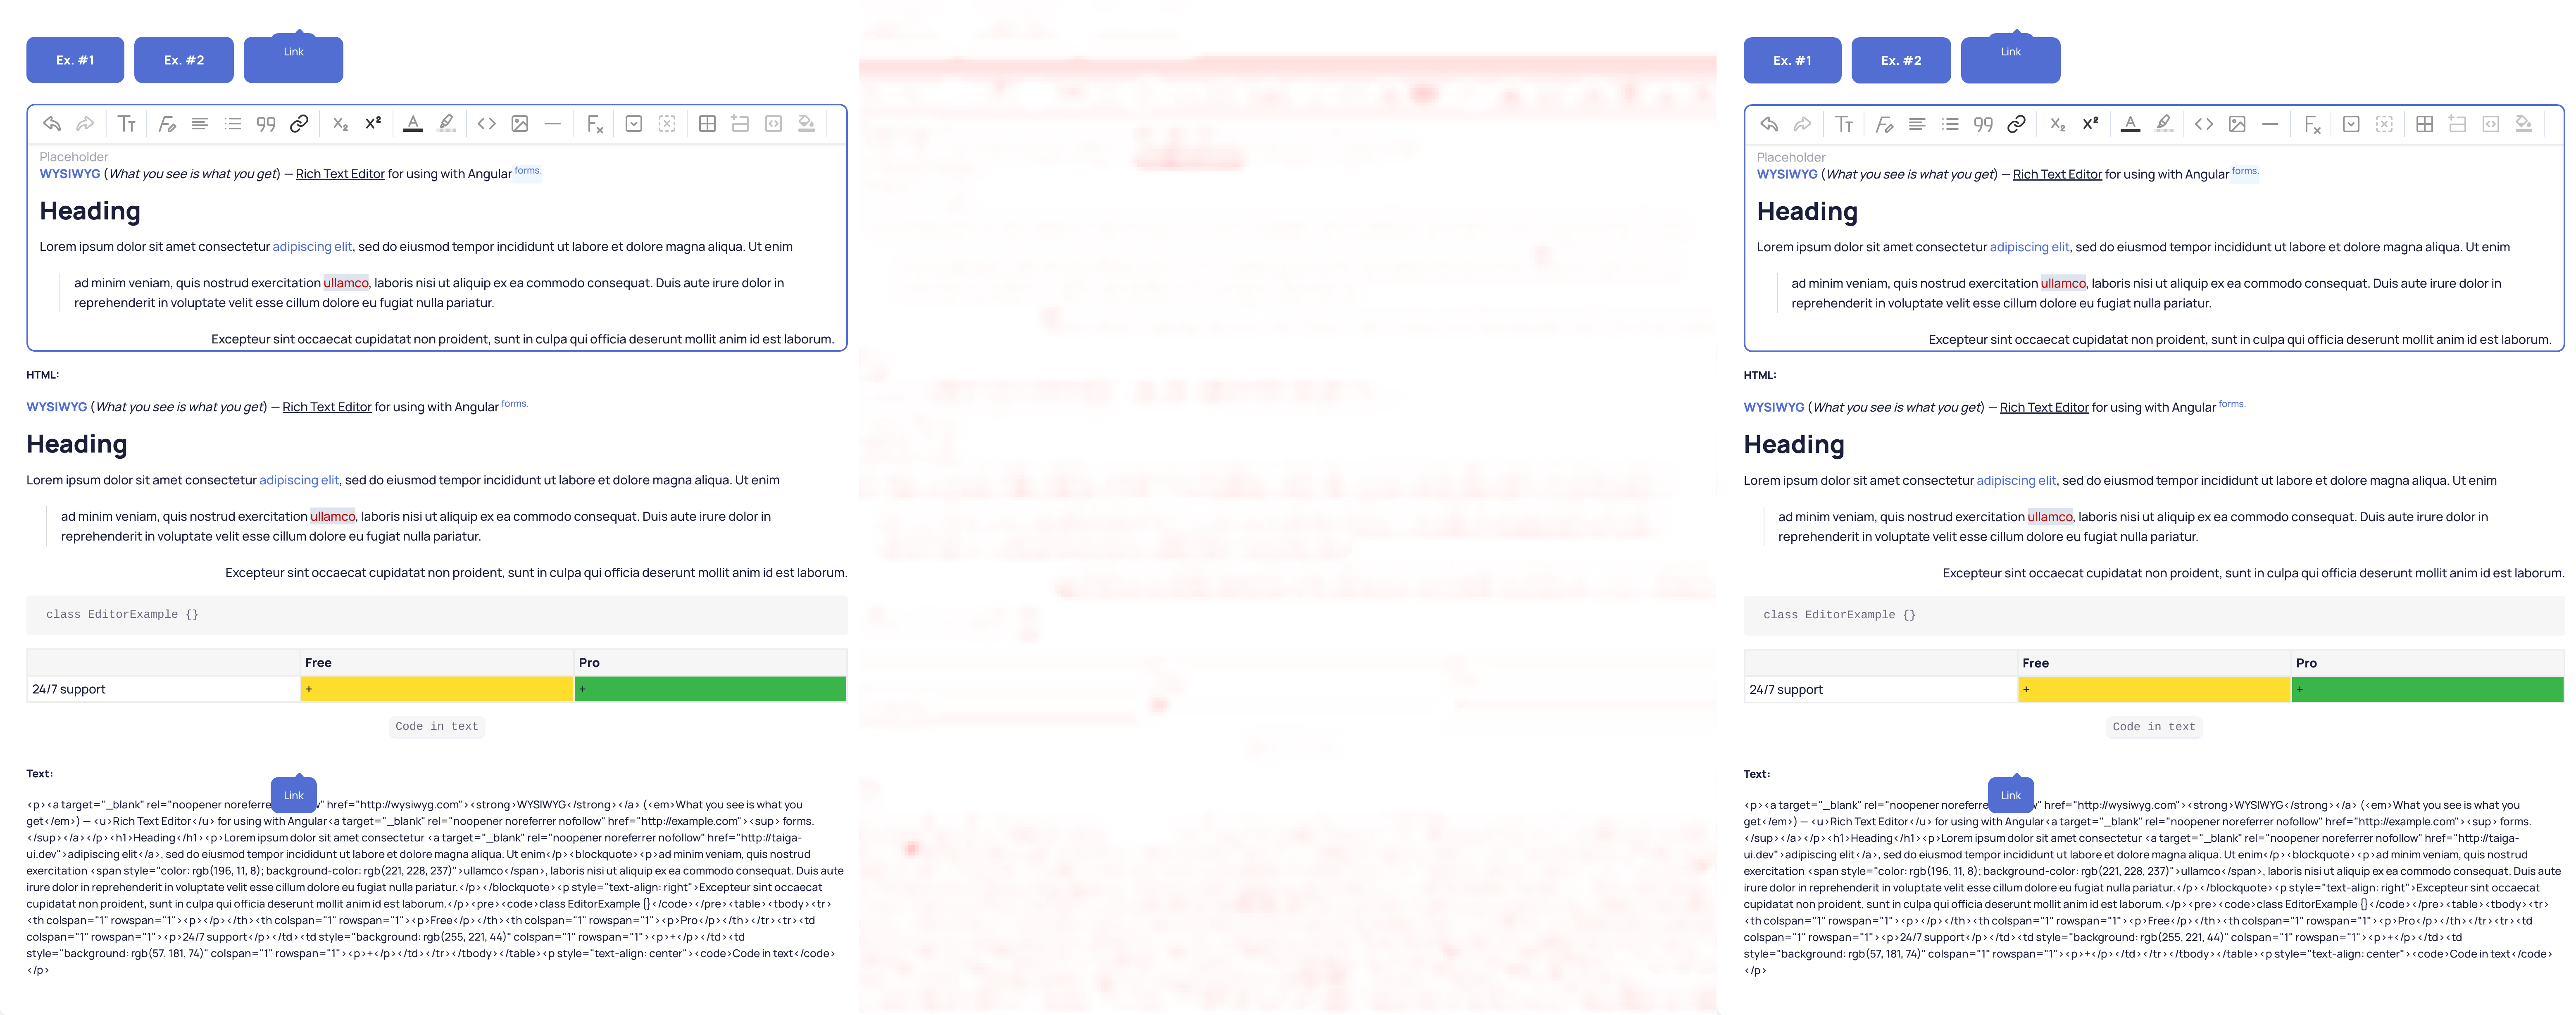 Ex. #1 Ex. #2 Link
Placeholder
WYSIWYG (What you see is what you get) — Rich Text Editor for using with Angular forms.
Heading
Lorem ipsum dolor sit amet consectetur adipiscing elit, sed do eiusmod tempor incididunt ut labore et dolore magna aliqua. Ut enim
ad minim veniam, quis nostrud exercitation ullamco, laboris nisi ut aliquip ex ea commodo consequat. Duis aute irure dolor in
reprehenderit in voluptate velit esse cillum dolore eu fugiat nulla pariatur.
Excepteur sint occaecat cupidatat non proident, sunt in culpa qui officia deserunt mollit anim id est laborum.
HTML:
WYSIWYG (What you see is what you get) — Rich Text Editor for using with Angular forms.
Heading
Lorem ipsum dolor sit amet consectetur adipiscing elit, sed do eiusmod tempor incididunt ut labore et dolore magna aliqua. Ut enim
ad minim veniam, quis nostrud exercitation ullamco, laboris nisi ut aliquip ex ea commodo consequat. Duis aute irure dolor in
reprehenderit in voluptate velit esse cillum dolore eu fugiat nulla pariatur.
Excepteur sint occaecat cupidatat non proident, sunt in culpa qui officia deserunt mollit anim id est laborum.
class EditorExample {}
Free Pro
24/7 support + +
Code in text
Text:
Link
<p><a target="_blank" rel="noopener noreferre w" href="http://wysiwyg.com"><strong>WYSIWYG</strong></a> (<em>What you see is what you
get</em>) — <u>Rich Text Editor</u> for using with Angular<a target="_blank" rel="noopener noreferrer nofollow" href="http://example.com"><sup> forms.
</sup></a></p><h1>Heading</h1><p>Lorem ipsum dolor sit amet consectetur <a target="_blank" rel="noopener noreferrer nofollow" href="http://taiga-
ui.dev">adipiscing elit</a>, sed do eiusmod tempor incididunt ut labore et dolore magna aliqua. Ut enim</p><blockquote><p>ad minim veniam, quis nostrud
exercitation <span style="color: rgb(196, 11, 8); background-color: rgb(221, 228, 237)">ullamco</span>, laboris nisi ut aliquip ex ea commodo consequat. Duis aute
irure dolor in reprehenderit in voluptate velit esse cillum dolore eu fugiat nulla pariatur.</p></blockquote><p style="text-align: right">Excepteur sint occaecat
cupidatat non proident, sunt in culpa qui officia deserunt mollit anim id est laborum.</p><pre><code>class EditorExample {}</code></pre><table><tbody><tr>
<th colspan="1" rowspan="1"><p></p></th><th colspan="1" rowspan="1"><p>Free</p></th><th colspan="1" rowspan="1"><p>Pro</p></th></tr><tr><td
colspan="1" rowspan="1"><p>24/7 support</p></td><td style="background: rgb(255, 221, 44)" colspan="1" rowspan="1"><p>+</p></td><td
style="background: rgb(57, 181, 74)" colspan="1" rowspan="1"><p>+</p></td></tr></tbody></table><p style="text-align: center"><code>Code in text</code>
</p>
Ex. #1 Ex. #2 Link
Placeholder
WYSIWYG (What you see is what you get) — Rich Text Editor for using with Angular forms.
Heading
Lorem ipsum dolor sit amet consectetur adipiscing elit, sed do eiusmod tempor incididunt ut labore et dolore magna aliqua. Ut enim
ad minim veniam, quis nostrud exercitation ullamco, laboris nisi ut aliquip ex ea commodo consequat. Duis aute irure dolor in
reprehenderit in voluptate velit esse cillum dolore eu fugiat nulla pariatur.
Excepteur sint occaecat cupidatat non proident, sunt in culpa qui officia deserunt mollit anim id est laborum.
HTML:
WYSIWYG (What you see is what you get) — Rich Text Editor for using with Angular forms.
Heading
Lorem ipsum dolor sit amet consectetur adipiscing elit, sed do eiusmod tempor incididunt ut labore et dolore magna aliqua. Ut enim
ad minim veniam, quis nostrud exercitation ullamco, laboris nisi ut aliquip ex ea commodo consequat. Duis aute irure dolor in
reprehenderit in voluptate velit esse cillum dolore eu fugiat nulla pariatur.
Excepteur sint occaecat cupidatat non proident, sunt in culpa qui officia deserunt mollit anim id est laborum.
class EditorExample {}
Free Pro
24/7 support + +
Code in text
Text:
Link
<p><a target="_blank" rel="noopener noreferre w" href="http://wysiwyg.com"><strong>WYSIWYG</strong></a> (<em>What you see is what you
get</em>) — <u>Rich Text Editor</u> for using with Angular<a target="_blank" rel="noopener noreferrer nofollow" href="http://example.com"><sup> forms.
</sup></a></p><h1>Heading</h1><p>Lorem ipsum dolor sit amet consectetur <a target="_blank" rel="noopener noreferrer nofollow" href="http://taiga-
ui.dev">adipiscing elit</a>, sed do eiusmod tempor incididunt ut labore et dolore magna aliqua. Ut enim</p><blockquote><p>ad minim veniam, quis nostrud
exercitation <span style="color: rgb(196, 11, 8); background-color: rgb(221, 228, 237)">ullamco</span>, laboris nisi ut aliquip ex ea commodo consequat. Duis aute
irure dolor in reprehenderit in voluptate velit esse cillum dolore eu fugiat nulla pariatur.</p></blockquote><p style="text-align: right">Excepteur sint occaecat
cupidatat non proident, sunt in culpa qui officia deserunt mollit anim id est laborum.</p><pre><code>class EditorExample {}</code></pre><table><tbody><tr>
<th colspan="1" rowspan="1"><p></p></th><th colspan="1" rowspan="1"><p>Free</p></th><th colspan="1" rowspan="1"><p>Pro</p></th></tr><tr><td
colspan="1" rowspan="1"><p>24/7 support</p></td><td style="background: rgb(255, 221, 44)" colspan="1" rowspan="1"><p>+</p></td><td
style="background: rgb(57, 181, 74)" colspan="1" rowspan="1"><p>+</p></td></tr></tbody></table><p style="text-align: center"><code>Code in text</code>
</p>